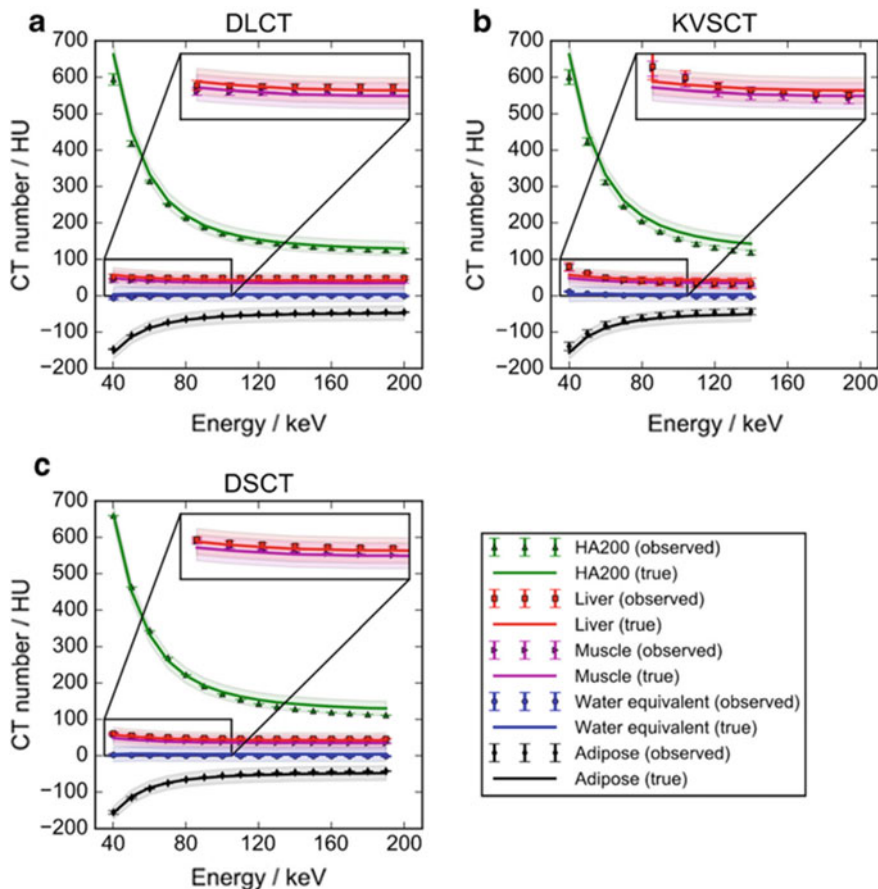 a
DLCT
CT number / HU
700
600
500
400
300
200
100
0
−100
−200
40
80
120
160
200
Energy / keV
b
KVSCT
CT number / HU
700
600
500
400
300
200
100
0
−100
−200
40
80
120
160
200
Energy / keV
c
DSCT
CT number / HU
700
600
500
400
300
200
100
0
−100
−200
40
80
120
160
200
Energy / keV
HA200 (observed)
HA200 (true)
Liver (observed)
Liver (true)
Muscle (observed)
Muscle (true)
Water equivalent (observed)
Water equivalent (true)
Adipose (observed)
Adipose (true)